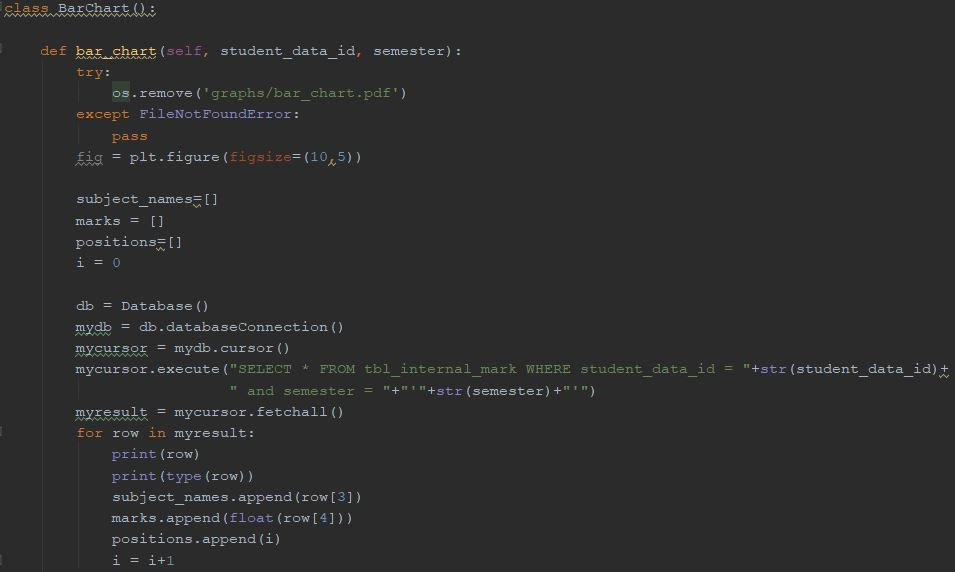 class BarChart():
    def bar_chart(self, student_data_id, semester):
        try:
            os.remove('graphs/bar_chart.pdf')
        except FileNotFoundError:
            pass
        fig = plt.figure(figsize=(10,5))
        subject_names=[]
        marks = []
        positions=[]
        i = 0
        db = Database()
        mydb = db.databaseConnection()
        mycursor = mydb.cursor()
        mycursor.execute("SELECT * FROM tbl_internal_mark WHERE student_data_id = "+str(student_data_id)+
                         " and semester = "+"'"+str(semester)+"'")
        myresult = mycursor.fetchall()
        for row in myresult:
            print(row)
            print(type(row))
            subject_names.append(row[3])
            marks.append(float(row[4]))
            positions.append(i)
            i = i+1